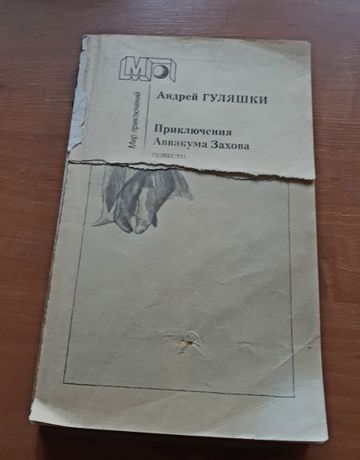 МП
Мир приключений
Андрей ГУЛЯШКИ
Приключения
Аввакума Захова
ПОВЕСТИ